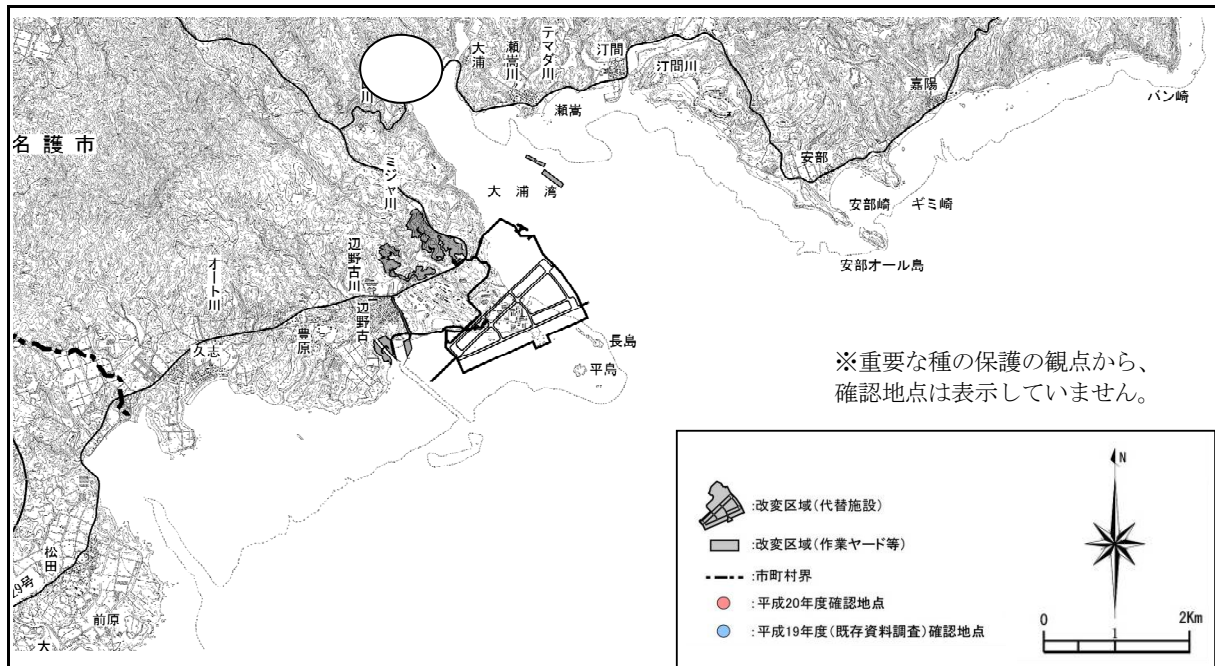 名護市
川
大浦
瀬嵩川
テマダ川
汀間
汀間川
瀬嵩
嘉陽
バン崎
安部
安部崎
ギミ崎
安部オール島
大浦湾
ミジャ川
辺野古川
辺野古
オート川
豊原
久志
長島
平島
松田
前原
大
※重要な種の保護の観点から、
確認地点は表示していません。
:改変区域(代替施設)
:改変区域(作業ヤード等)
:市町村界
:平成20年度確認地点
:平成19年度(既存資料調査)確認地点
N
0 1 2Km